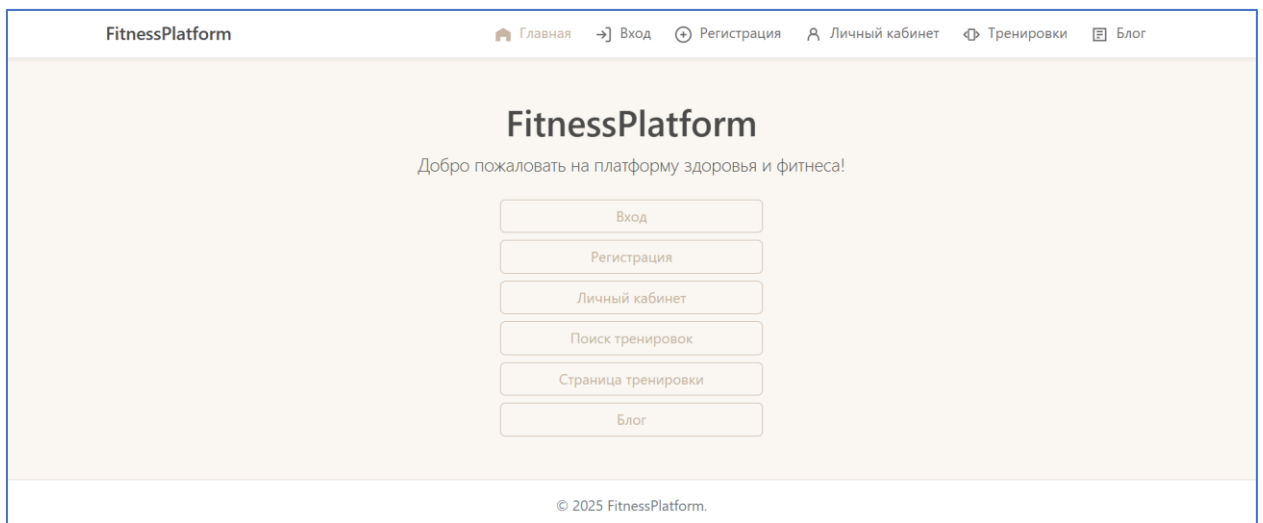 FitnessPlatform Главная Вход Регистрация Личный кабинет Тренировки Блог
FitnessPlatform
Добро пожаловать на платформу здоровья и фитнеса!
Вход
Регистрация
Личный кабинет
Поиск тренировок
Страница тренировки
Блог
© 2025 FitnessPlatform.